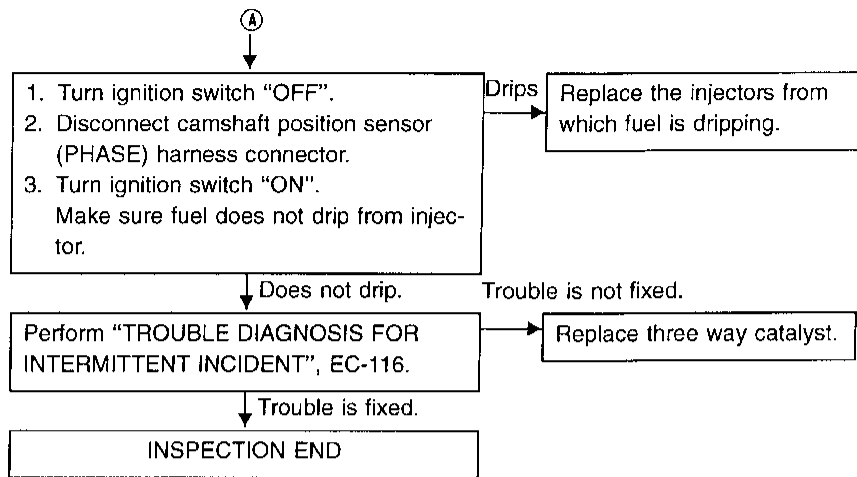 A
1. Turn ignition switch “OFF”.
2. Disconnect camshaft position sensor
(PHASE) harness connector.
3. Turn ignition switch “ON”.
Make sure fuel does not drip from injec-
tor.
Drips
Replace the injectors from
which fuel is dripping.
Does not drip.
Trouble is not fixed.
Perform “TROUBLE DIAGNOSIS FOR
INTERMITTENT INCIDENT”, EC-116.
Replace three way catalyst.
Trouble is fixed.
INSPECTION END